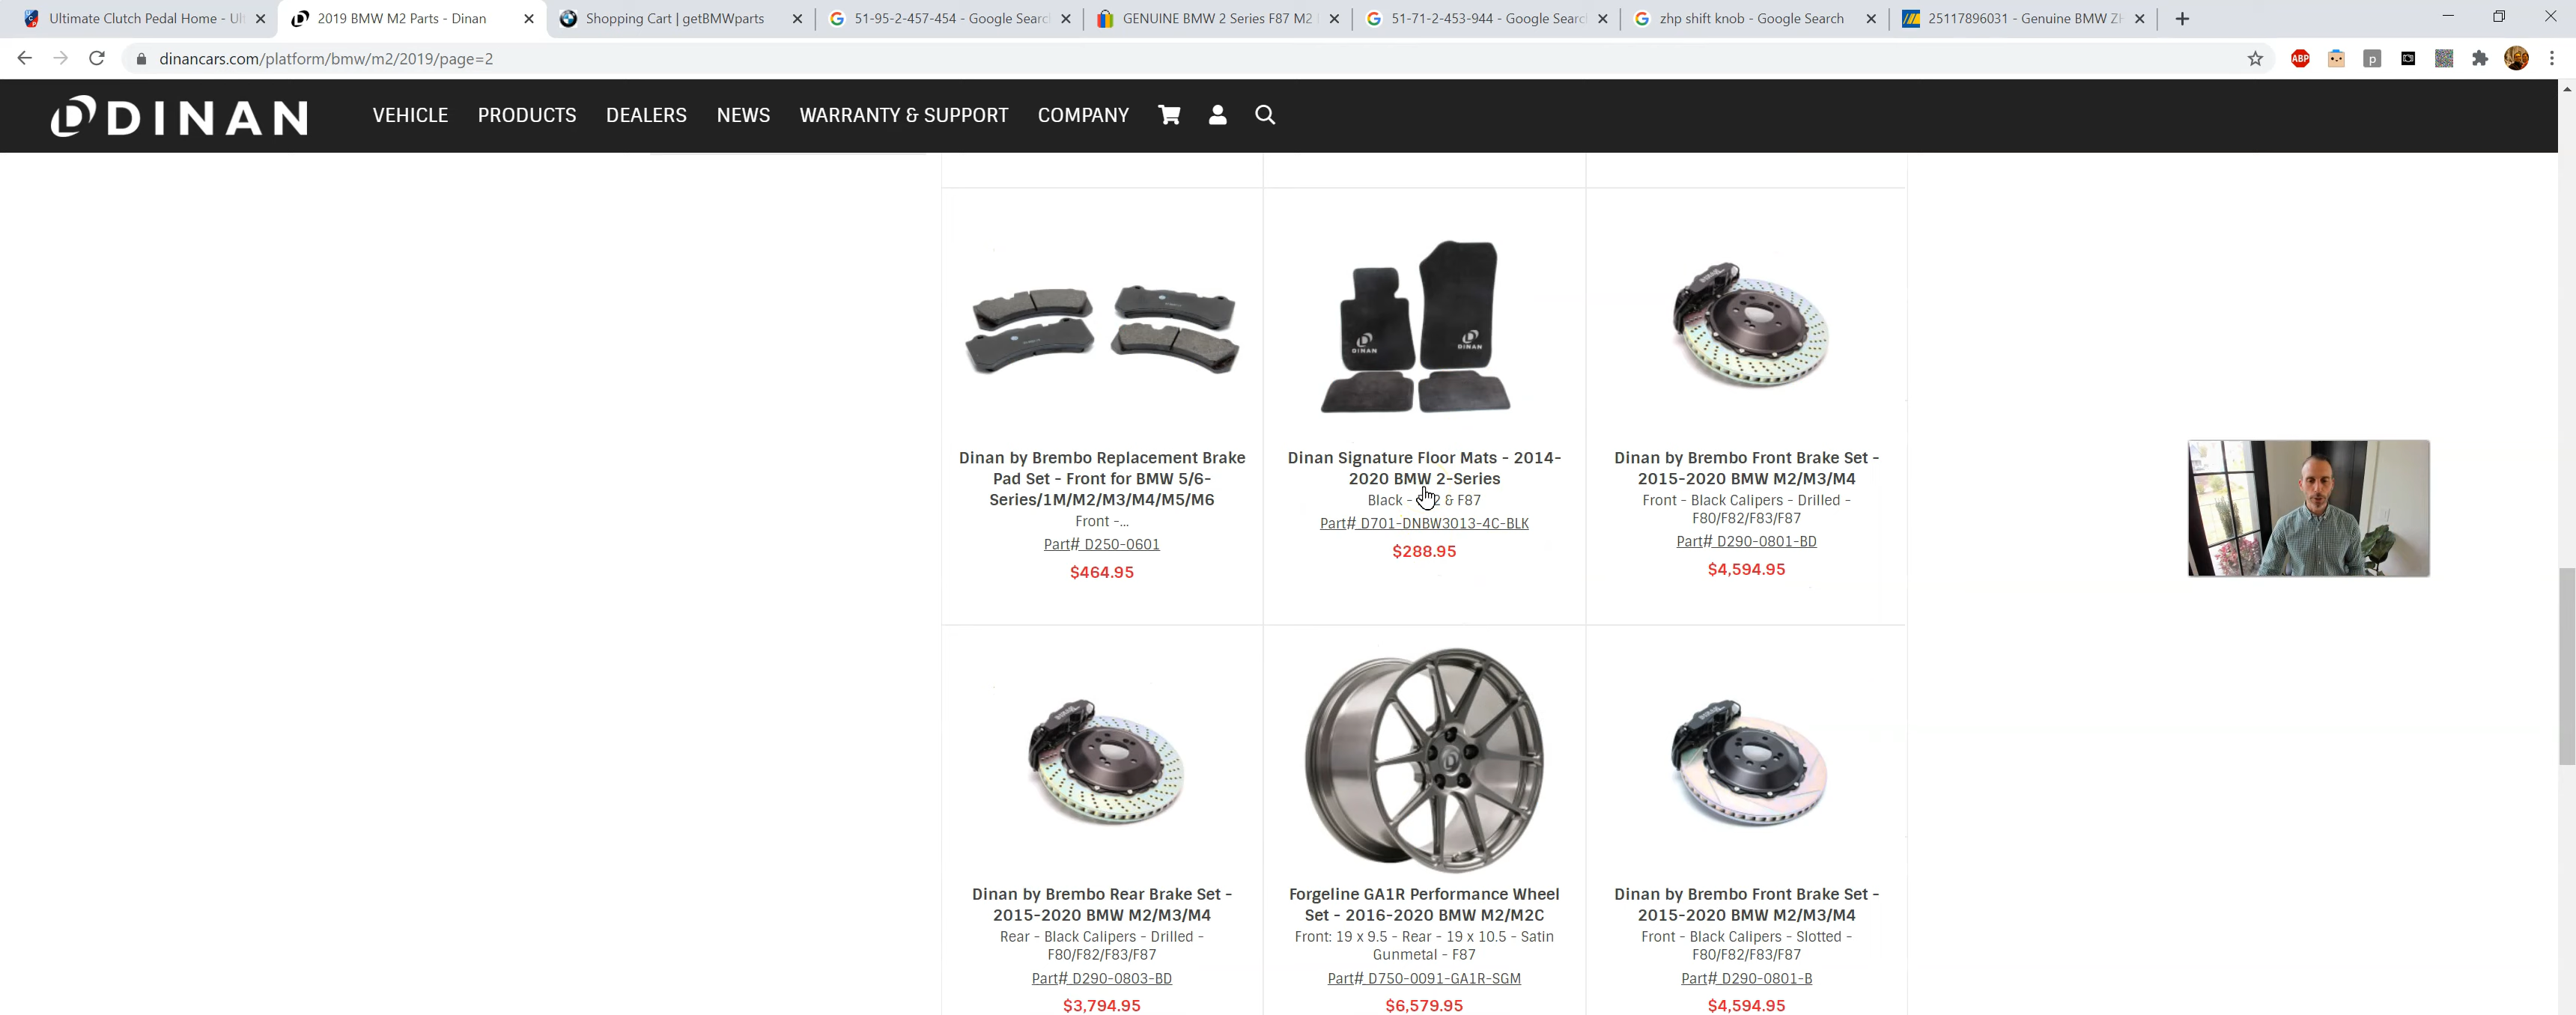 Ultimate Clutch Pedal Home - Ul
2019 BMW M2 Parts - Dinan
Shopping Cart | getBMWparts
51-95-2-457-454 - Google Searc
GENUINE BMW 2 Series F87 M2
51-71-2-453-944 - Google Searc
zhp shift knob - Google Search
25117896031 - Genuine BMW ZH
dinancars.com/platform/bmw/m2/2019/page=2
ABP
p
DINAN
VEHICLE
PRODUCTS
DEALERS
NEWS
WARRANTY & SUPPORT
COMPANY
DINAN
DINAN
Dinan by Brembo Replacement Brake
Pad Set - Front for BMW 5/6-
Series/1M/M2/M3/M4/M5/M6
Front -...
Part# D250-0601
$464.95
Dinan Signature Floor Mats - 2014-
2020 BMW 2-Series
Black - 2 & F87
Part# D701-DNBW3013-4C-BLK
$288.95
Dinan by Brembo Front Brake Set -
2015-2020 BMW M2/M3/M4
Front - Black Calipers - Drilled -
F80/F82/F83/F87
Part# D290-0801-BD
$4,594.95
Dinan by Brembo Rear Brake Set -
2015-2020 BMW M2/M3/M4
Rear - Black Calipers - Drilled -
F80/F82/F83/F87
Part# D290-0803-BD
$3,794.95
Forgeline GA1R Performance Wheel
Set - 2016-2020 BMW M2/M2C
Front: 19 x 9.5 - Rear - 19 x 10.5 - Satin
Gunmetal - F87
Part# D750-0091-GA1R-SGM
$6,579.95
Dinan by Brembo Front Brake Set -
2015-2020 BMW M2/M3/M4
Front - Black Calipers - Slotted -
F80/F82/F83/F87
Part# D290-0801-B
$4,594.95